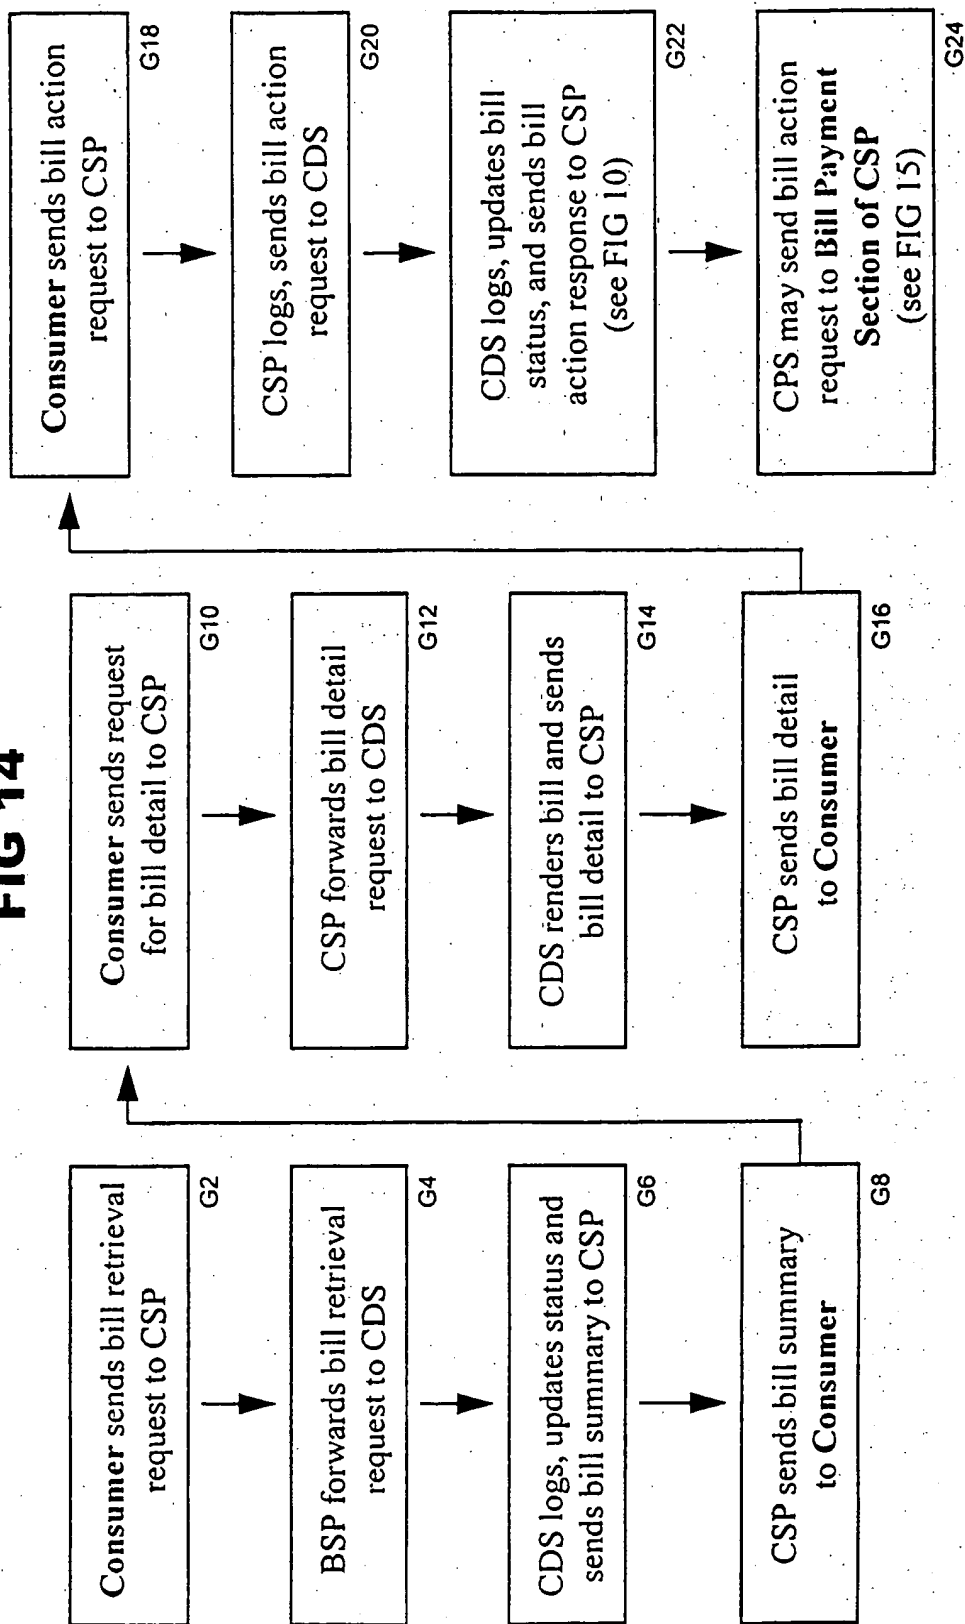 FIG 14
Consumer sends bill retrieval
request to CSP
G2
BSP forwards bill retrieval
request to CDS
G4
CDS logs, updates status and
sends bill summary to CSP
G6
CSP sends bill summary
to Consumer
G8
Consumer sends request
for bill detail to CSP
G10
CSP forwards bill detail
request to CDS
G12
CDS renders bill and sends
bill detail to CSP
G14
CSP sends bill detail
to Consumer
G16
Consumer sends bill action
request to CSP
G18
CSP logs, sends bill action
request to CDS
G20
CDS logs, updates bill
status, and sends bill
action response to CSP
(see FIG 10)
G22
CPS may send bill action
request to Bill Payment
Section of CSP
(see FIG 15)
G24